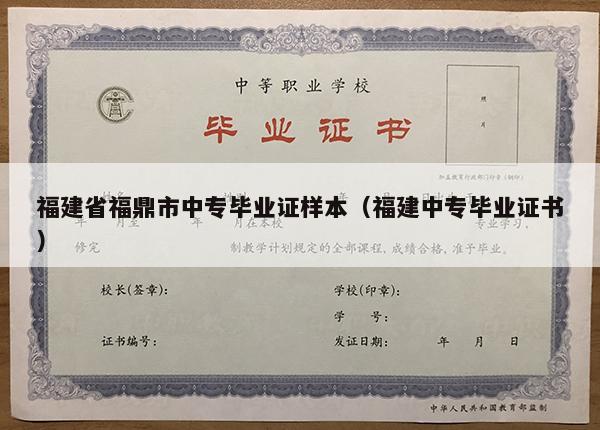 中等职业学校
毕业证书
照
片
加盖教育行政部门印章(钢印)
福建省福鼎市中专毕业证样本（福建中专毕业证书
）
年 月至 年 月在本校 专业学习，
修完 制教学计划规定的全部课程，成绩合格，准予毕业。
校长(签章)： 学校(印章)：
学 号：
证书编号： 发证日期： 年 月 日
中华人民共和国教育部监制